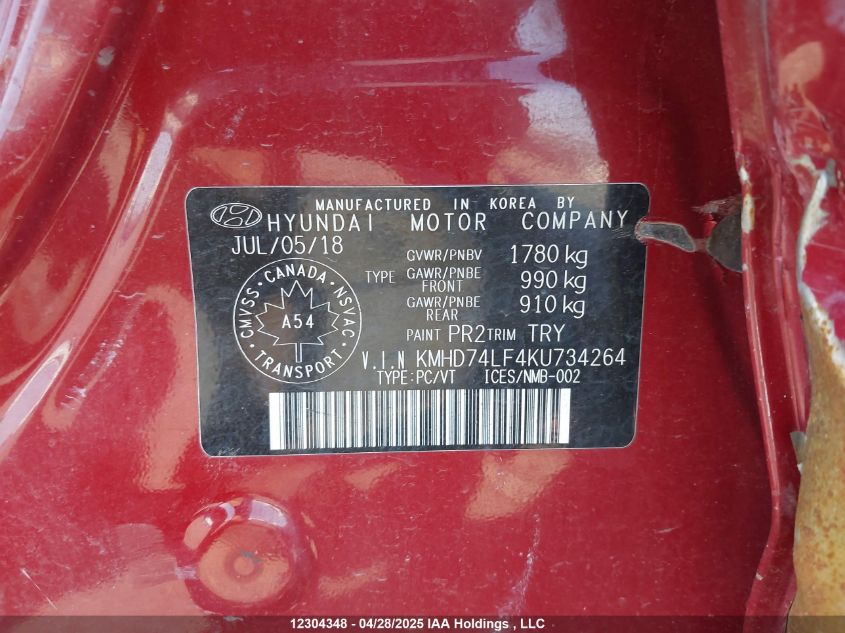 MANUFACTURED IN KOREA BY
HYUNDAI MOTOR COMPANY
JUL/05/18
GVWR/PNBV 1780 kg
TYPE GAWR/PNBE FRONT 990 kg
GAWR/PNBE REAR 910 kg
PAINT PR2 TRIM TRY
CMVSS · CANADA · NSVAC
A54
TRANSPORT
V.I.N KMHD74LF4KU734264
TYPE:PC/VT ICES/NMB-002
12304348 - 04/28/2025 IAA Holdings , LLC